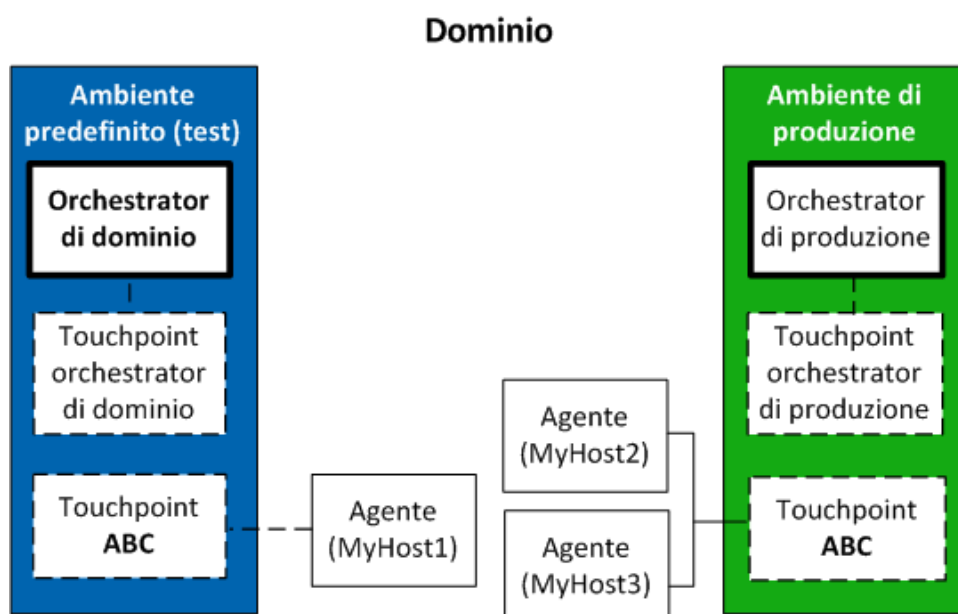 Dominio
Ambiente
predefinito (test)
Orchestrator
di dominio
Touchpoint
orchestrator
di dominio
Touchpoint
ABC
Agente
(MyHost1)
Agente
(MyHost2)
Agente
(MyHost3)
Ambiente di
produzione
Orchestrator
di produzione
Touchpoint
orchestrator
di produzione
Touchpoint
ABC